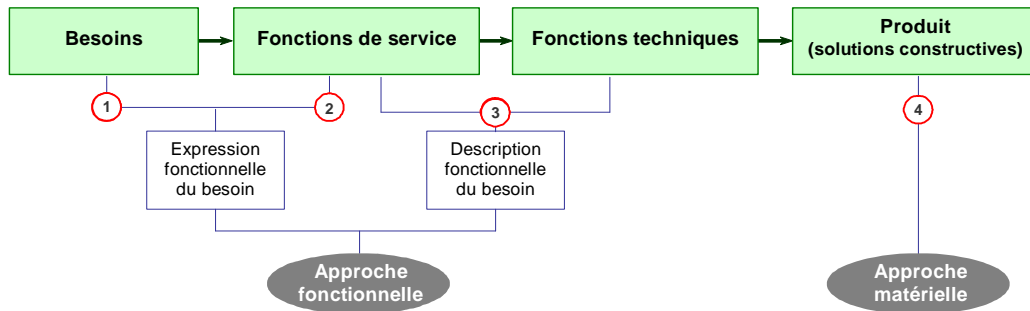 Besoins
Fonctions de service
Fonctions techniques
Produit
(solutions constructives)
1
2
3
4
Expression
fonctionnelle
du besoin
Description
fonctionnelle
du besoin
Approche
fonctionnelle
Approche
matérielle